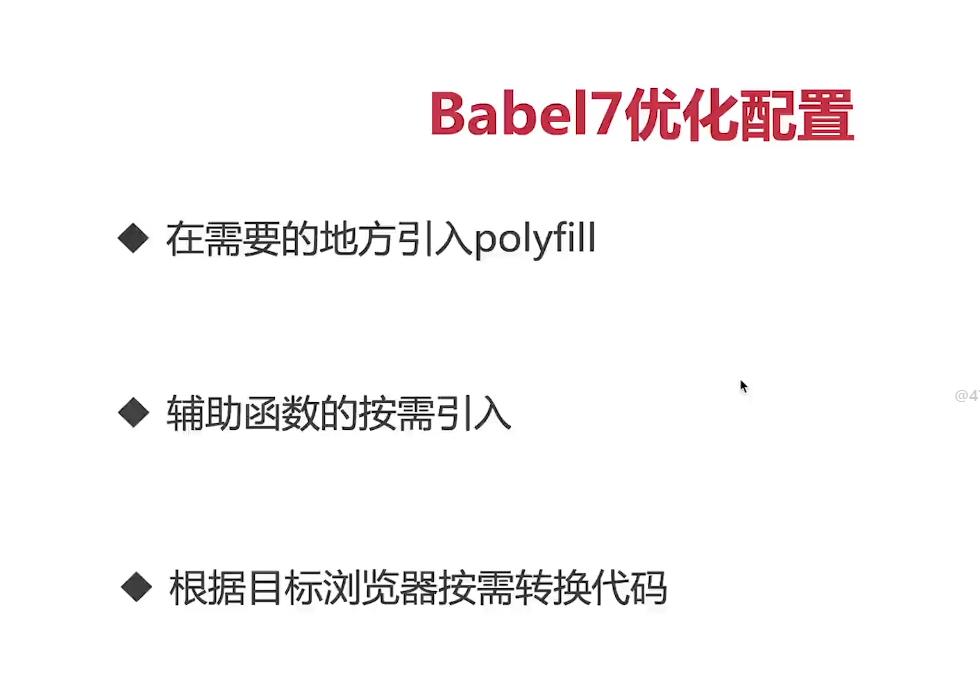 Babel7优化配置
◆ 在需要的地方引入polyfill
◆ 辅助函数的按需引入
@4
◆ 根据目标浏览器按需转换代码